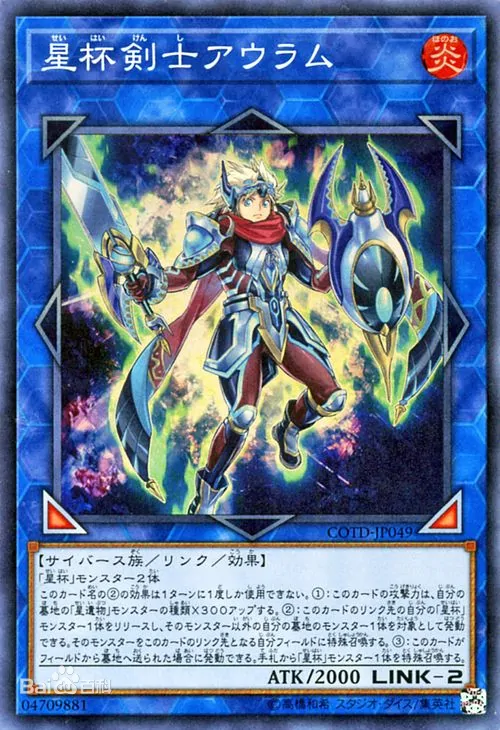 星杯剣士アウラム
せい はい けん し
炎
ほのお
COTD-JP049
【サイバース族／リンク／効果】
「星杯」モンスター2体
このカード名の②の効果は1ターンに1度しか使用できない。①：このカードの攻撃力は、自分の
墓地の「星遺物」モンスターの種類×300アップする。②：このカードのリンク先の自分の「星杯」
モンスター1体をリリースし、そのモンスター以外の自分の墓地のモンスター1体を対象として発動
できる。そのモンスターをこのカードのリンク先となる自分フィールドに特殊召喚する。③：このカードが
フィールドから墓地へ送られた場合に発動できる。手札から「星杯」モンスター1体を特殊召喚する。
ATK/2000 LINK-2
Bai 百科
04709881
©高橋和希 スタジオ・ダイス/集英社